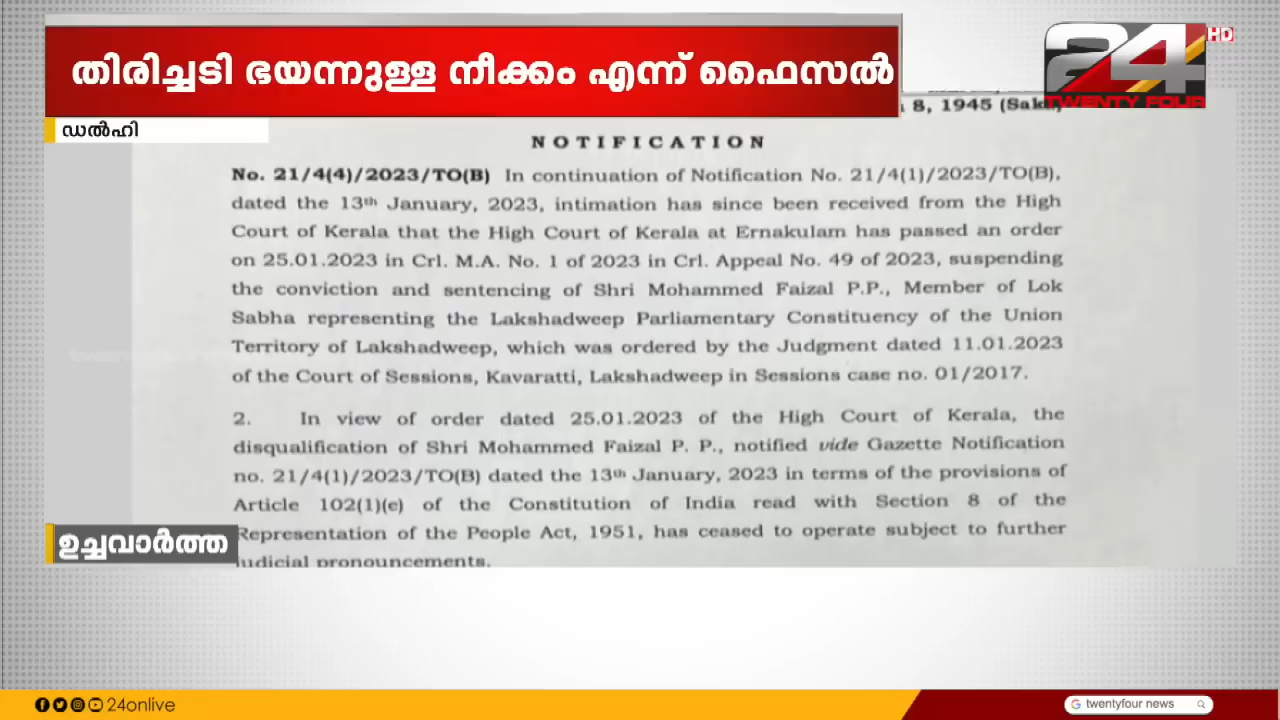 തിരിച്ചടി ഭയന്നുള്ള നീക്കം എന്ന് ഫൈസൽ
24
HD
TWENTY FOUR
ഡൽഹി
8, 1945 (Saka)
NOTIFICATION
No. 21/4(4)/2023/TO(B) In continuation of Notification No. 21/4(1)/2023/TO(B),
dated the 13th January, 2023, intimation has since been received from the High
Court of Kerala that the High Court of Kerala at Ernakulam has passed an order
on 25.01.2023 in Crl. M.A. No. 1 of 2023 in Crl. Appeal No. 49 of 2023, suspending
the conviction and sentencing of Shri Mohammed Faizal P.P., Member of Lok
Sabha representing the Lakshadweep Parliamentary Constituency of the Union
Territory of Lakshadweep, which was ordered by the Judgment dated 11.01.2023
of the Court of Sessions, Kavaratti, Lakshadweep in Sessions case no. 01/2017.
2. In view of order dated 25.01.2023 of the High Court of Kerala, the
disqualification of Shri Mohammed Faizal P. P., notified vide Gazette Notification
no. 21/4(1)/2023/TO(B) dated the 13th January, 2023 in terms of the provisions of
Article 102(1)(e) of the Constitution of India read with Section 8 of the
Representation of the People Act, 1951, has ceased to operate subject to further
judicial pronouncements.
ഉച്ചവാർത്ത
24onlive
twentyfour news